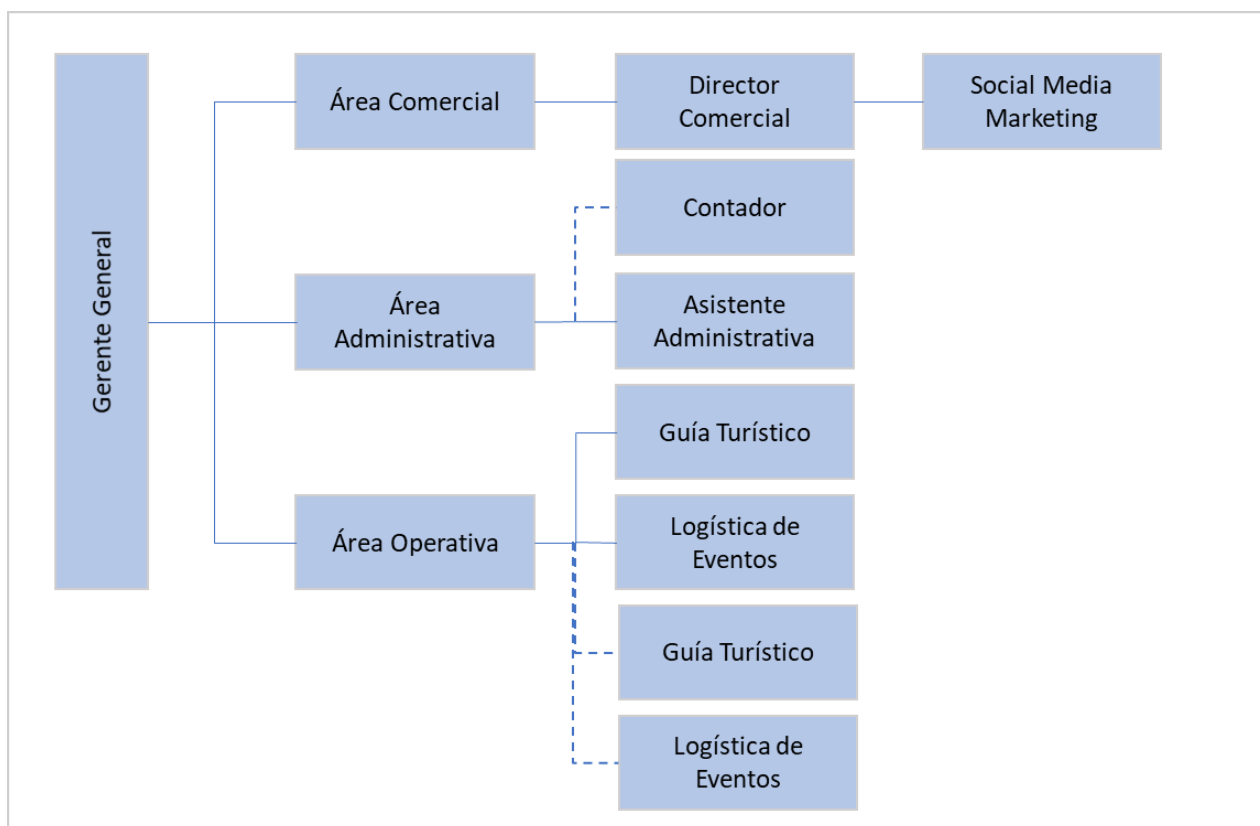 Gerente General
Área Comercial
Director
Comercial
Social Media
Marketing
Contador
Área
Administrativa
Asistente
Administrativa
Guía Turístico
Área Operativa
Logística de
Eventos
Guía Turístico
Logística de
Eventos